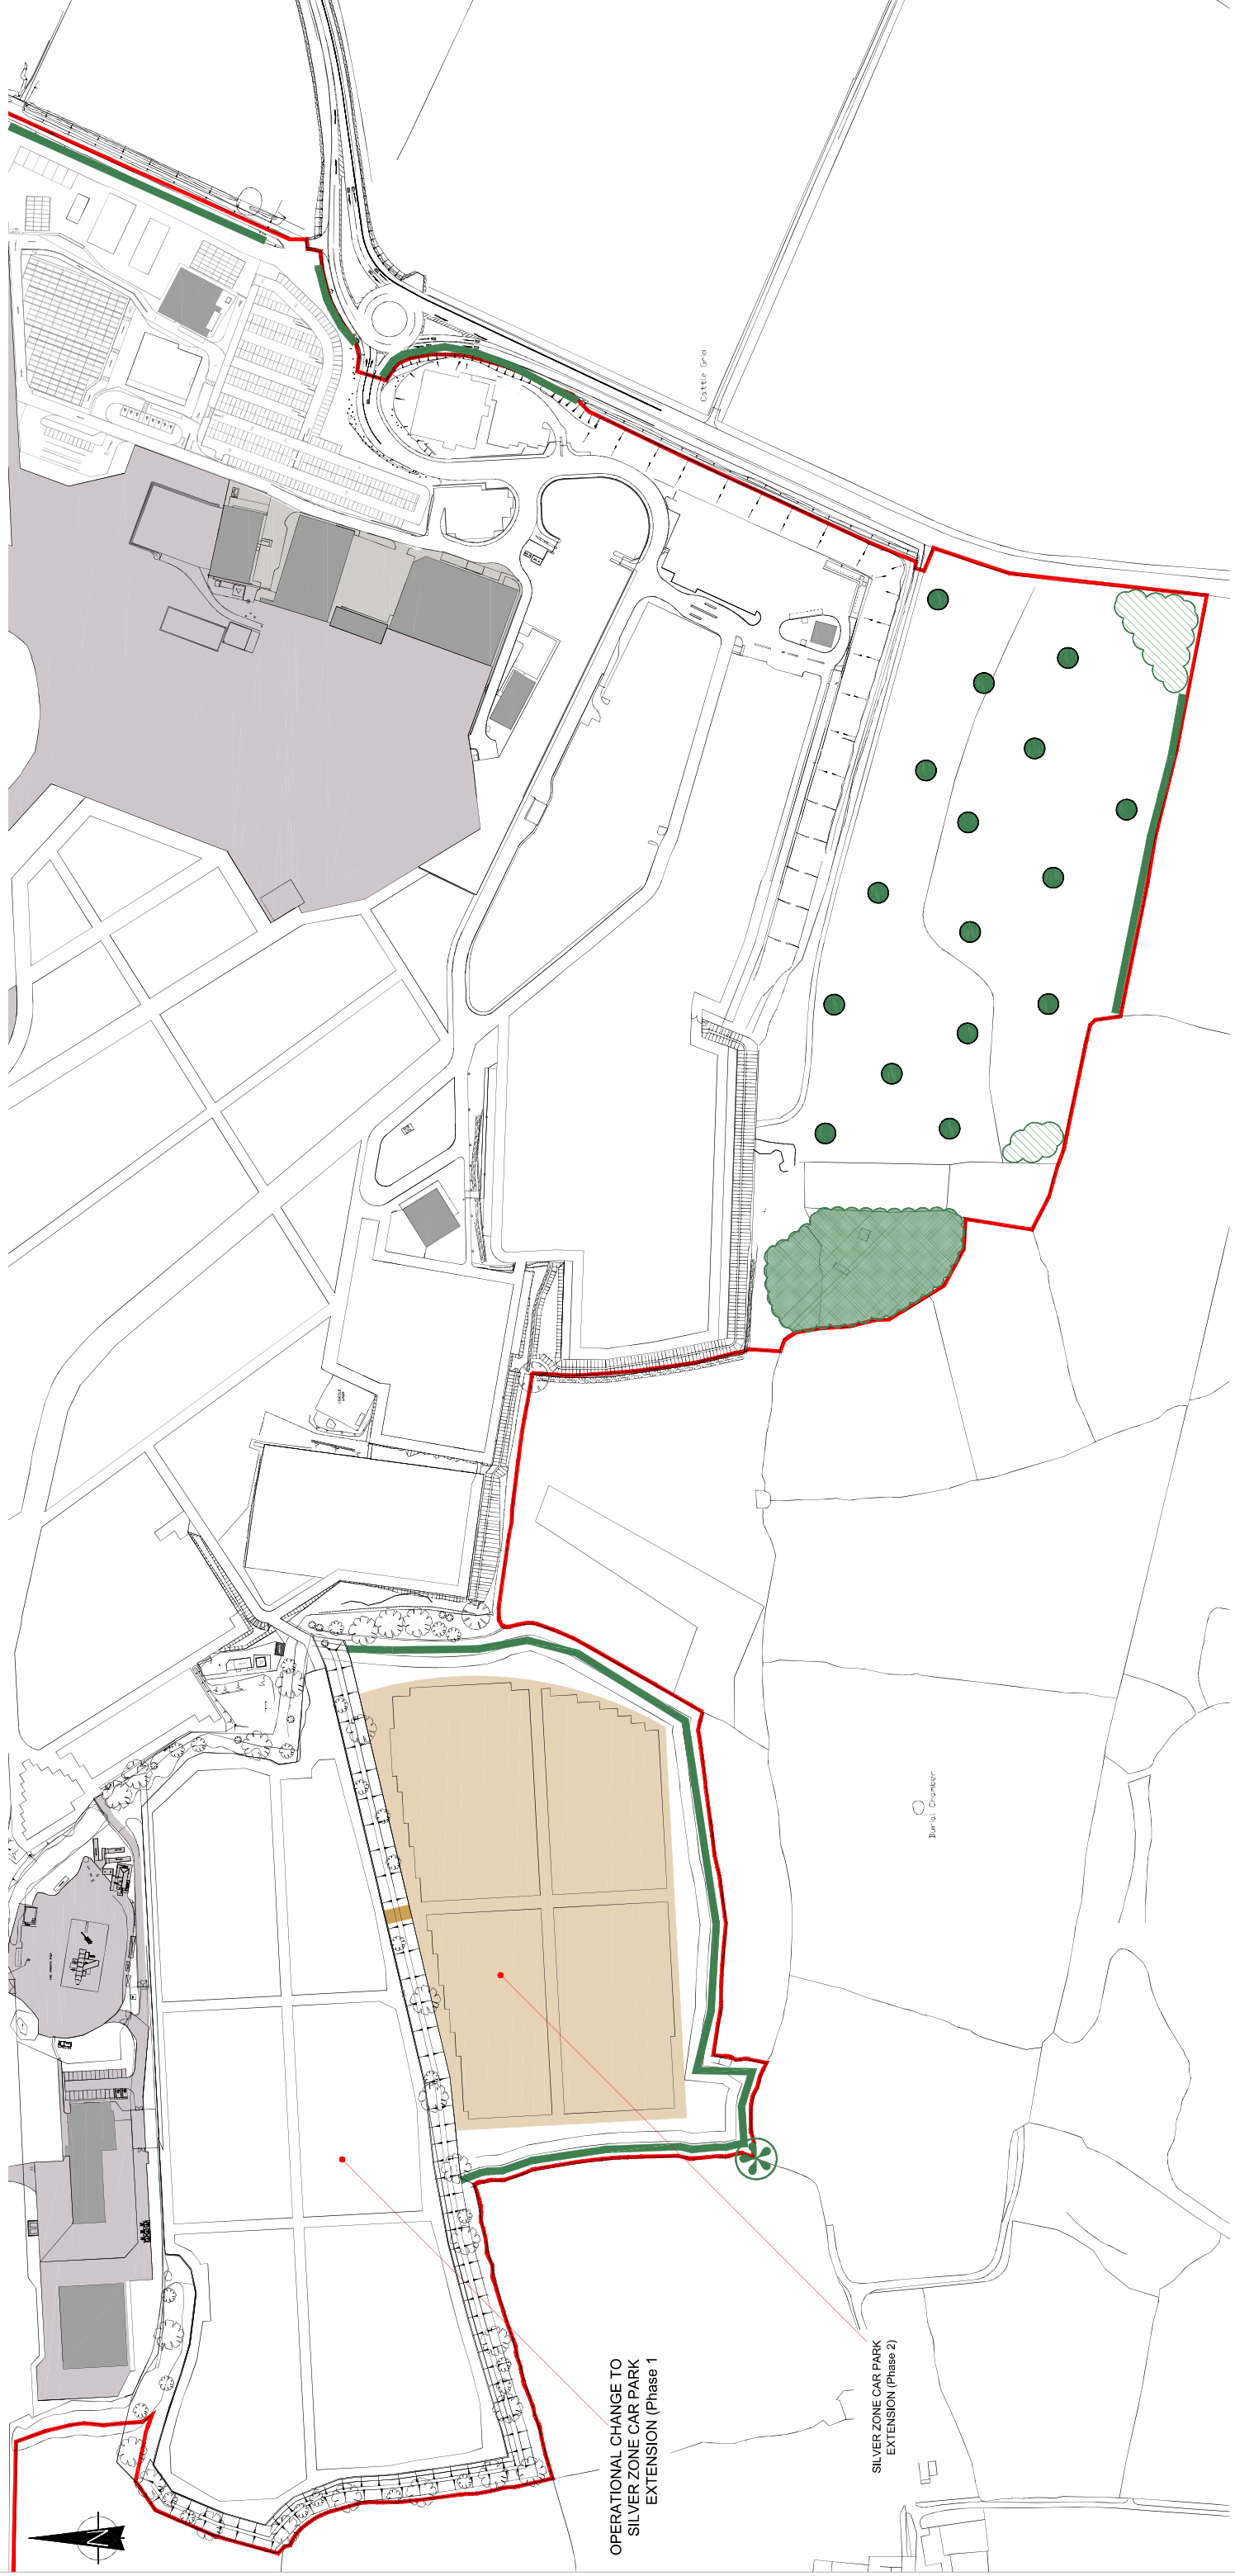 Cattle Grid
Burial Chamber
OPERATIONAL CHANGE TO
SILVER ZONE CAR PARK
EXTENSION (Phase 1
SILVER ZONE CAR PARK
EXTENSION (Phase 2)
N